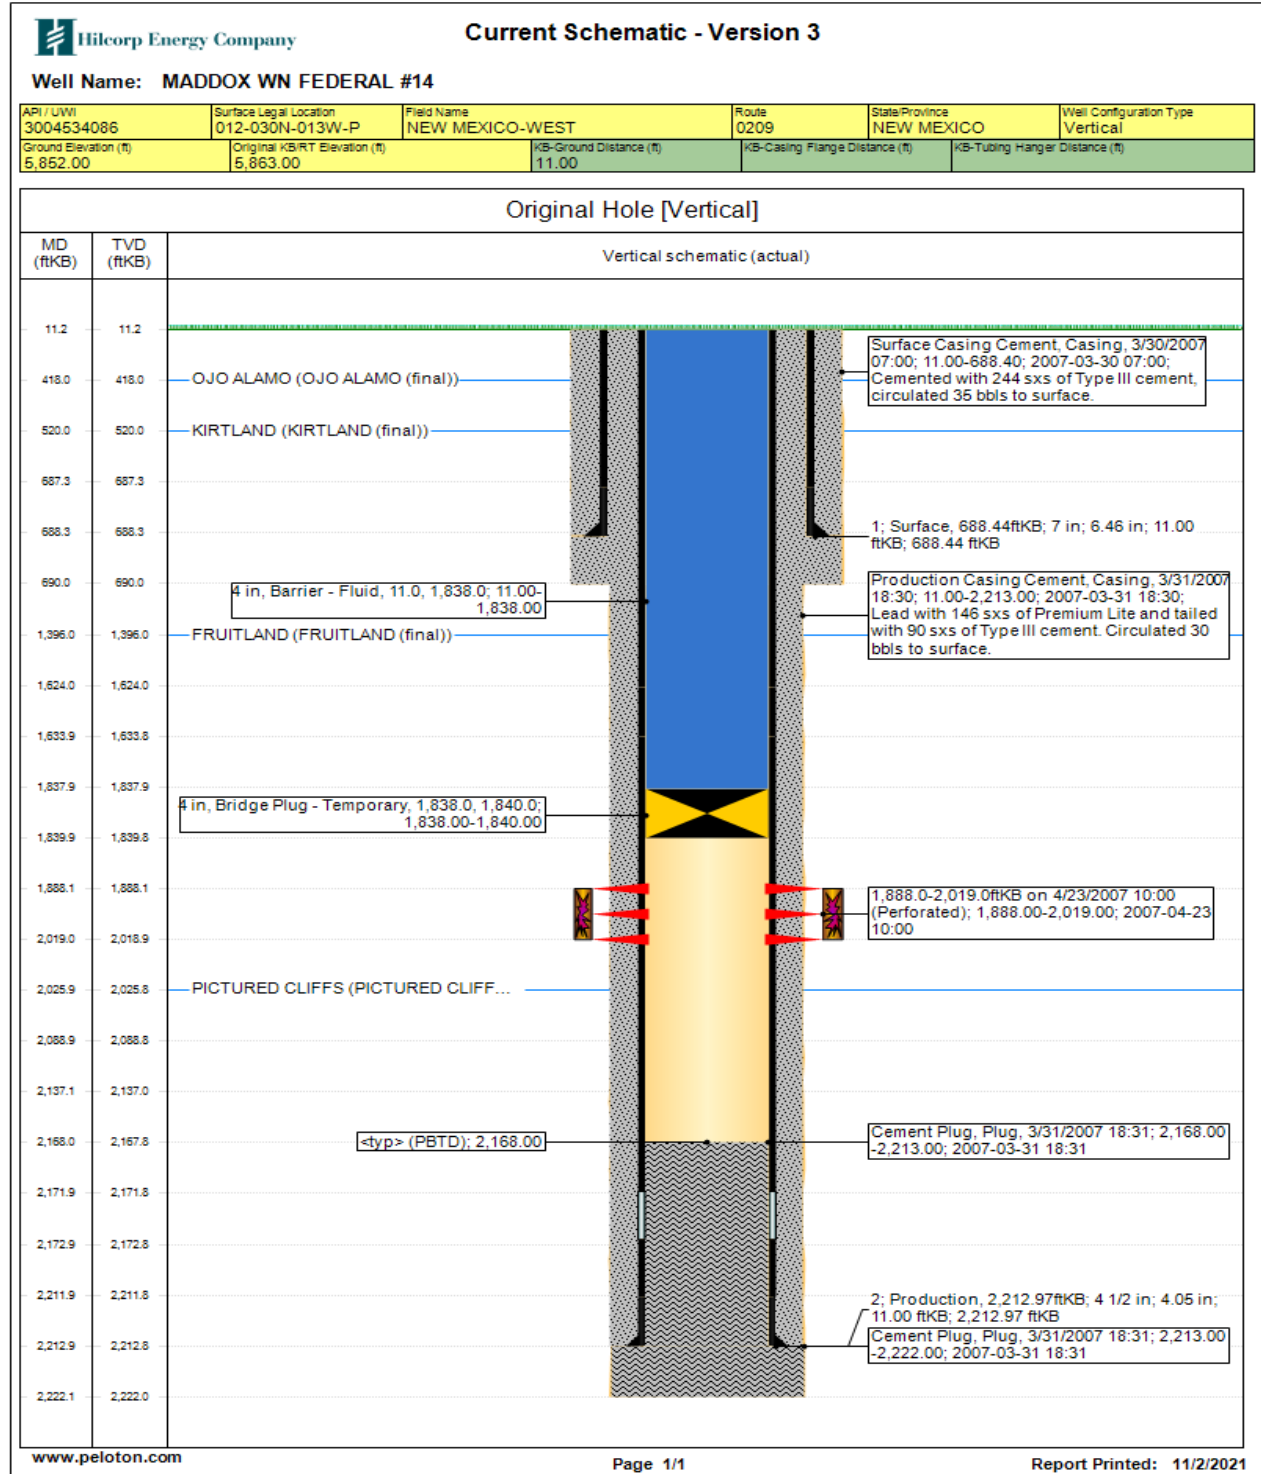 Hilcorp Energy Company
Current Schematic - Version 3
Well Name: MADDOX WN FEDERAL #14
API / UWI
3004534086
Surface Legal Location
012-030N-013W-P
Field Name
NEW MEXICO-WEST
Route
0209
State/Province
NEW MEXICO
Well Configuration Type
Vertical
Ground Elevation (ft)
5,852.00
Original KB/RT Elevation (ft)
5,863.00
KB-Ground Distance (ft)
11.00
KB-Casing Flange Distance (ft)
KB-Tubing Hanger Distance (ft)
Original Hole [Vertical]
MD
(ftKB)
TVD
(ftKB)
Vertical schematic (actual)
11.2 11.2
Surface Casing Cement, Casing, 3/30/2007
07:00; 11.00-688.40; 2007-03-30 07:00;
Cemented with 244 sxs of Type III cement,
circulated 35 bbls to surface.
418.0 418.0 OJO ALAMO (OJO ALAMO (final))
520.0 520.0 KIRTLAND (KIRTLAND (final))
687.3 687.3
688.3 688.3
1; Surface, 688.44ftKB; 7 in; 6.46 in; 11.00
ftKB; 688.44 ftKB
690.0 690.0
4 in, Barrier - Fluid, 11.0, 1,838.0; 11.00-
1,838.00
Production Casing Cement, Casing, 3/31/2007
18:30; 11.00-2,213.00; 2007-03-31 18:30;
Lead with 146 sxs of Premium Lite and tailed
with 90 sxs of Type III cement. Circulated 30
bbls to surface.
1,396.0 1,396.0 FRUITLAND (FRUITLAND (final))
1,624.0 1,624.0
1,633.9 1,633.8
1,837.9 1,837.9
4 in, Bridge Plug - Temporary, 1,838.0, 1,840.0;
1,838.00-1,840.00
1,839.9 1,839.8
1,888.1 1,888.1
1,888.0-2,019.0ftKB on 4/23/2007 10:00
(Perforated); 1,888.00-2,019.00; 2007-04-23
10:00
2,019.0 2,018.9
2,025.9 2,025.8 PICTURED CLIFFS (PICTURED CLIFF...
2,088.9 2,088.8
2,137.1 2,137.0
2,168.0 2,167.8
<typ> (PBTD); 2,168.00
Cement Plug, Plug, 3/31/2007 18:31; 2,168.00
-2,213.00; 2007-03-31 18:31
2,171.9 2,171.8
2,172.9 2,172.8
2,211.9 2,211.8
2; Production, 2,212.97ftKB; 4 1/2 in; 4.05 in;
11.00 ftKB; 2,212.97 ftKB
2,212.9 2,212.8
Cement Plug, Plug, 3/31/2007 18:31; 2,213.00
-2,222.00; 2007-03-31 18:31
2,222.1 2,222.0
www.peloton.com
Page 1/1
Report Printed: 11/2/2021